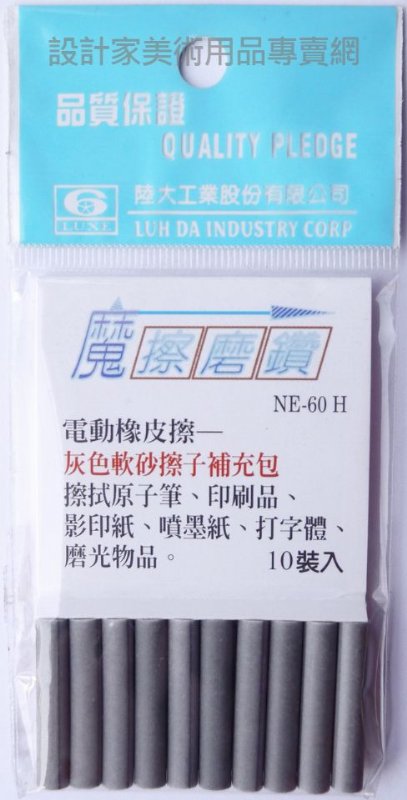 設計家美術用品專賣網
品質保證
QUALITY PLEDGE
6
LUXE
陸大工業股份有限公司
LUH DA INDUSTRY CORP
魔擦磨鑽
NE-60 H
電動橡皮擦—
灰色軟砂擦子補充包
擦拭原子筆、印刷品、
影印紙、噴墨紙、打字體、
磨光物品。 10裝入